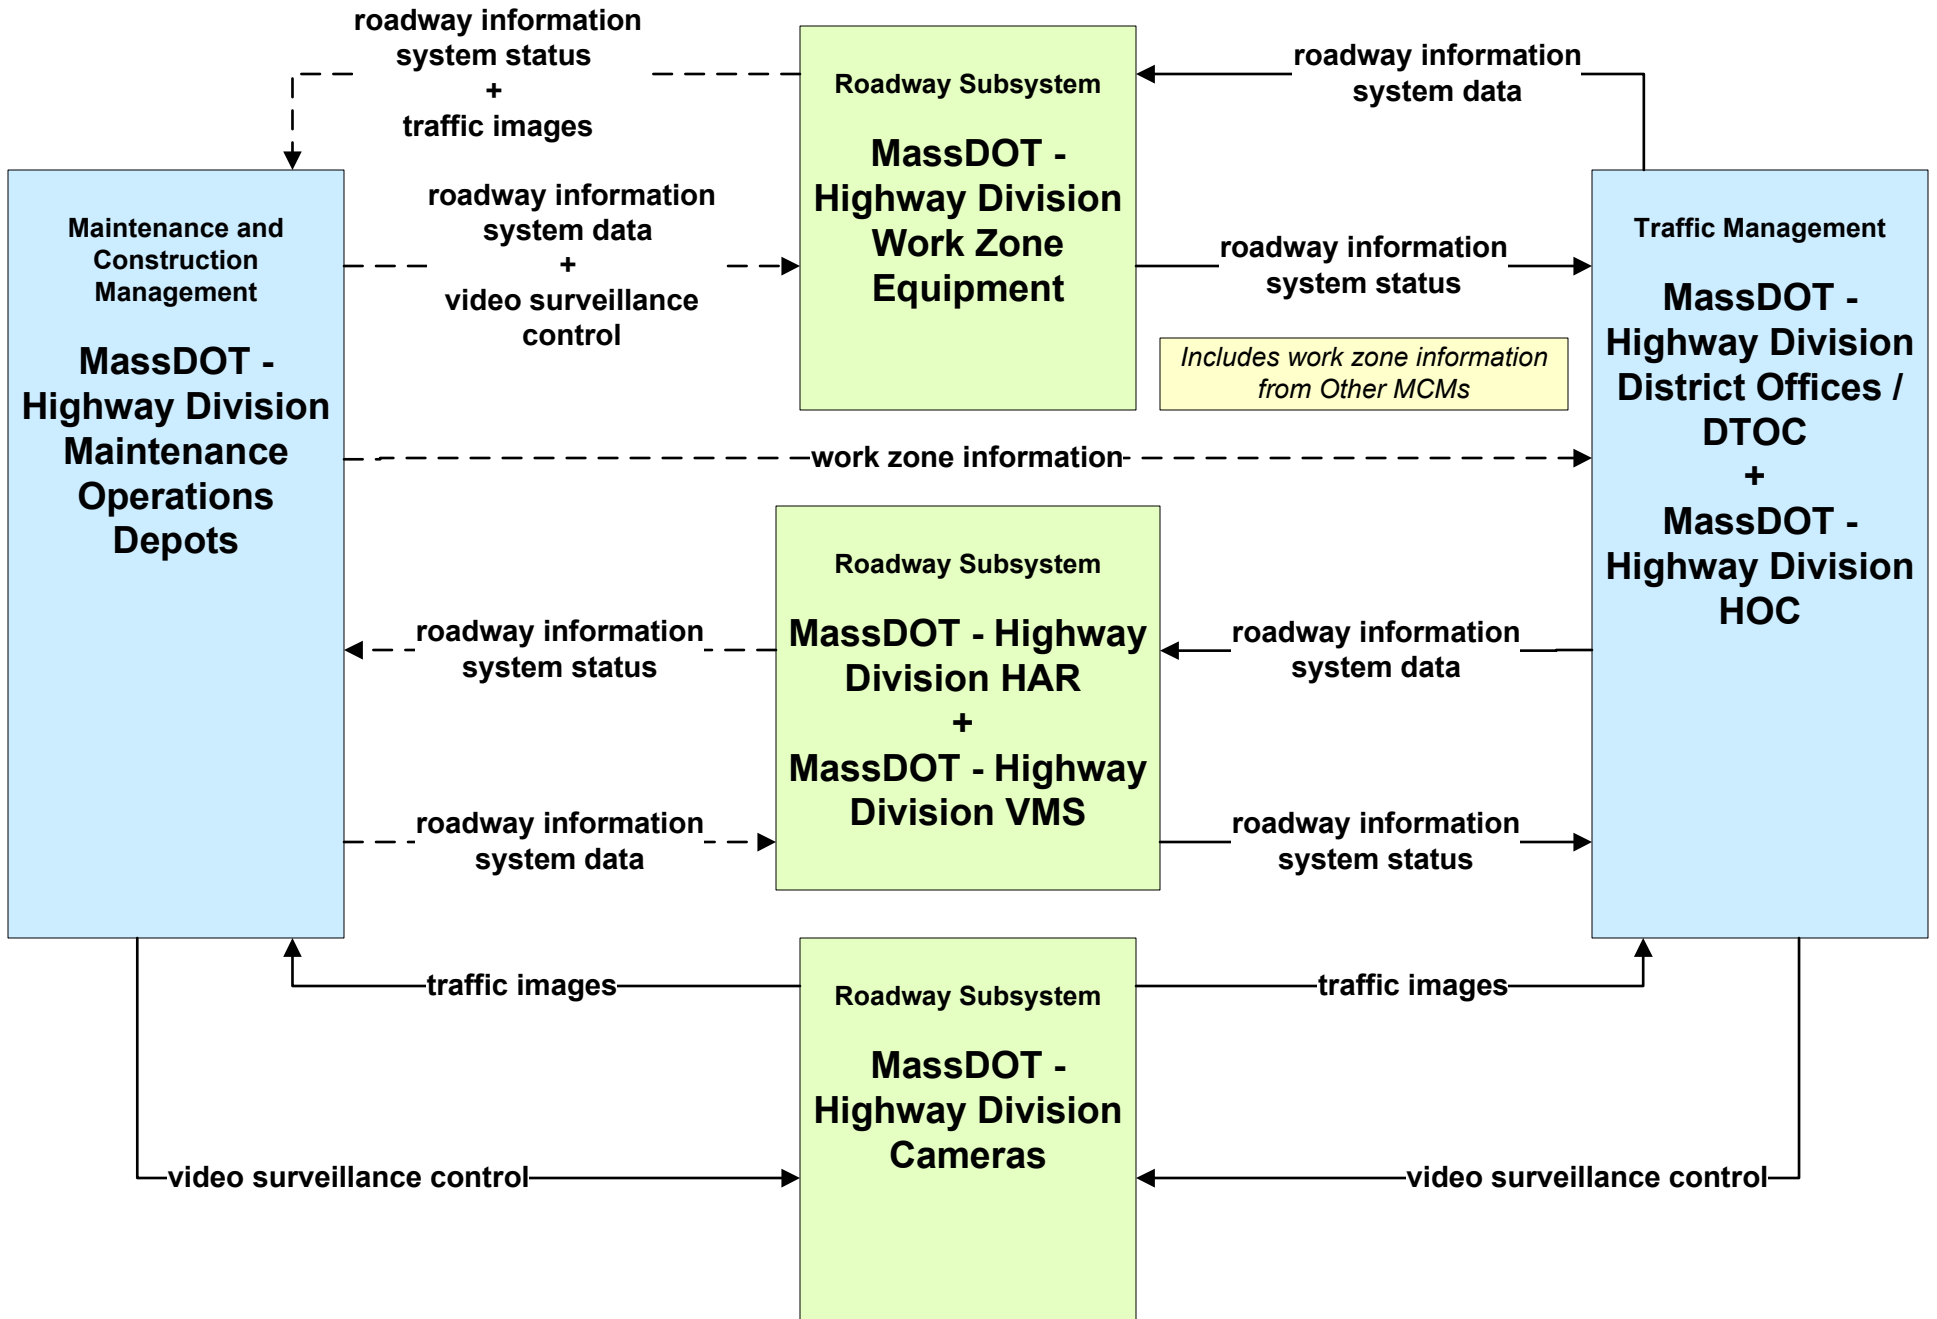 roadway information
system status
+
traffic images
Roadway Subsystem
MassDOT -
Highway Division
Work Zone
Equipment
roadway information
system data
Maintenance and
Construction
Management
MassDOT -
Highway Division
Maintenance
Operations
Depots
roadway information
system data
+
video surveillance
control
roadway information
system status
Traffic Management
MassDOT -
Highway Division
District Offices /
DTOC
+
MassDOT -
Highway Division
HOC
Includes work zone information
from Other MCMs
work zone information
roadway information
system status
Roadway Subsystem
MassDOT - Highway
Division HAR
+
MassDOT - Highway
Division VMS
roadway information
system data
roadway information
system data
roadway information
system status
traffic images
Roadway Subsystem
MassDOT -
Highway Division
Cameras
traffic images
video surveillance control
video surveillance control